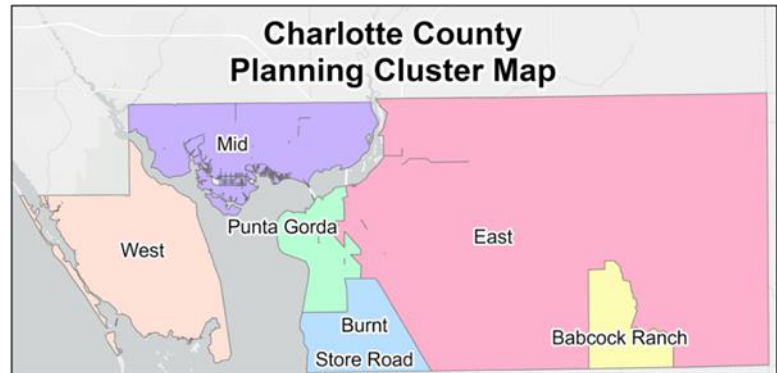 Charlotte County
Planning Cluster Map
Mid
Punta Gorda
West
East
Burnt
Store Road
Babcock Ranch